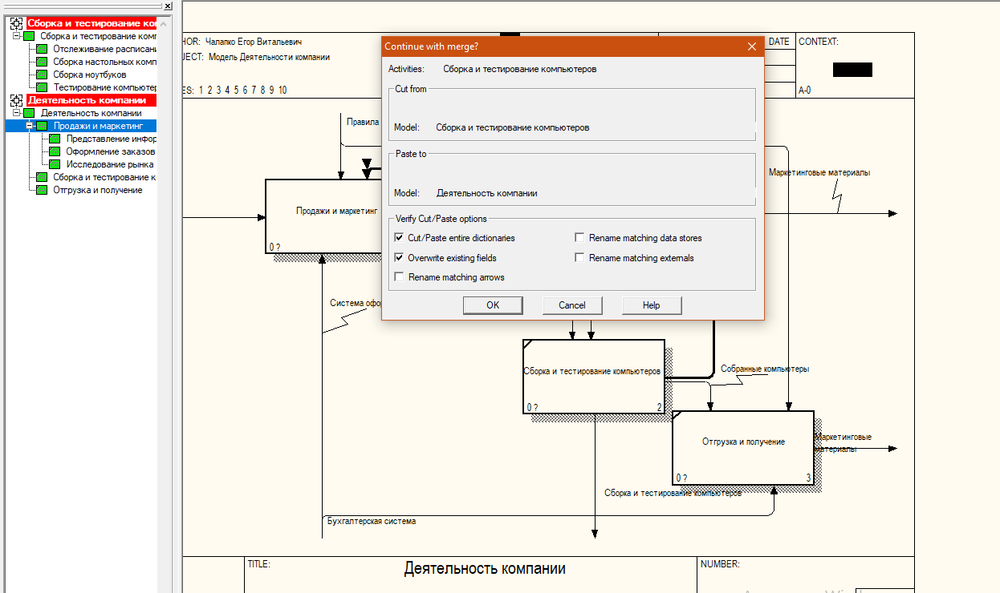 Сборка и тестирование ко
Сборка и тестирование комп
Отслеживание расписани
Сборка настольных комп
Сборка ноутбуков
Тестирование компьютер
Деятельность компании
Деятельность компании
Продажи и маркетинг
Представление инфор
Оформление заказов
Исследование рынка
Сборка и тестирование к
Отгрузка и получение
HOR: Чалапко Егор Витальевич
JECT: Модель Деятельности компании
ES: 1 2 3 4 5 6 7 8 9 10
DATE
CONTEXT:
A-0
Continue with merge?
Activities: Сборка и тестирование компьютеров
Cut from
Model: Сборка и тестирование компьютеров
Paste to
Model: Деятельность компании
Verify Cut/Paste options
Cut/Paste entire dictionaries
Rename matching data stores
Overwrite existing fields
Rename matching externals
Rename matching arrows
OK Cancel Help
Правила
Маркетинговые материалы
Продажи и маркетинг
0 ?
Система офо
Сборка и тестирование компьютеров
0 ? 2
Собранные компьютеры
Отгрузка и получение
0 ? 3
Маркетинговые
материалы
Сборка и тестирование компьютеров
Бухгалтерская система
TITLE:
Деятельность компании
NUMBER: